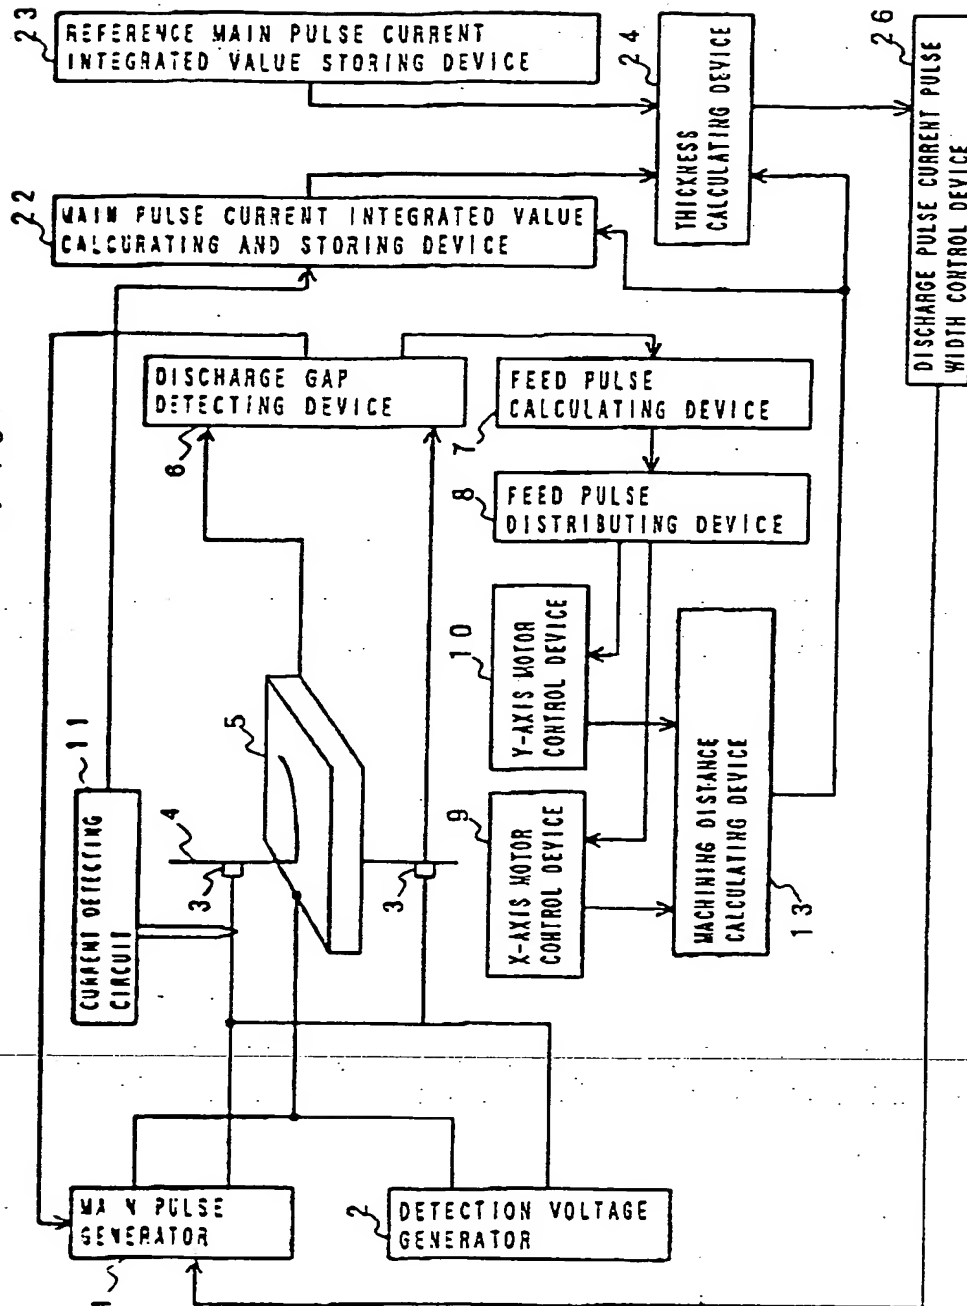 23
REFERENCE MAIN PULSE CURRENT
INTEGRATED VALUE STORING DEVICE
22
MAIN PULSE CURRENT INTEGRATED VALUE
CALCURATING AND STORING DEVICE
24
THICKNESS
CALCULATING DEVICE
26
DISCHARGE PULSE CURRENT PULSE
WIDTH CONTROL DEVICE
DISCHARGE GAP
DETECTING DEVICE
6
FEED PULSE
CALCULATING DEVICE
7
8
FEED PULSE
DISTRIBUTING DEVICE
10
Y-AXIS MOTOR
CONTROL DEVICE
9
X-AXIS MOTOR
CONTROL DEVICE
MACHINING DISTANCE
CALCULATING DEVICE
13
11
CURRENT DETECTING
CIRCUIT
4
5
3
3
MAIN PULSE
GENERATOR
1
2
DETECTION VOLTAGE
GENERATOR